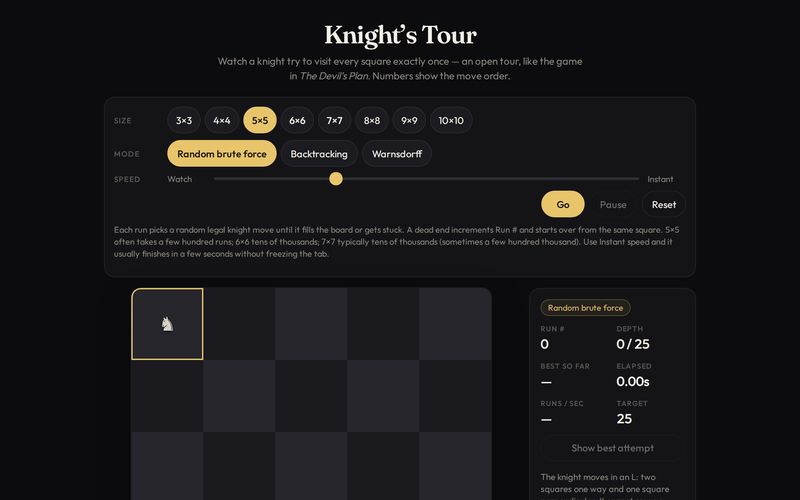 Knight's Tour
Watch a knight try to visit every square exactly once — an open tour, like the game
in The Devil's Plan. Numbers show the move order.
SIZE
3×3 4×4 5×5 6×6 7×7 8×8 9×9 10×10
MODE
Random brute force Backtracking Warnsdorff
SPEED Watch Instant
Go Pause Reset
Each run picks a random legal knight move until it fills the board or gets stuck. A dead end increments Run # and starts over from the same square. 5×5
often takes a few hundred runs; 6×6 tens of thousands; 7×7 typically tens of thousands (sometimes a few hundred thousand). Use Instant speed and it
usually finishes in a few seconds without freezing the tab.
Random brute force
RUN # DEPTH
0 0 / 25
BEST SO FAR ELAPSED
— 0.00s
RUNS / SEC TARGET
— 25
Show best attempt
The knight moves in an L: two
squares one way and one square